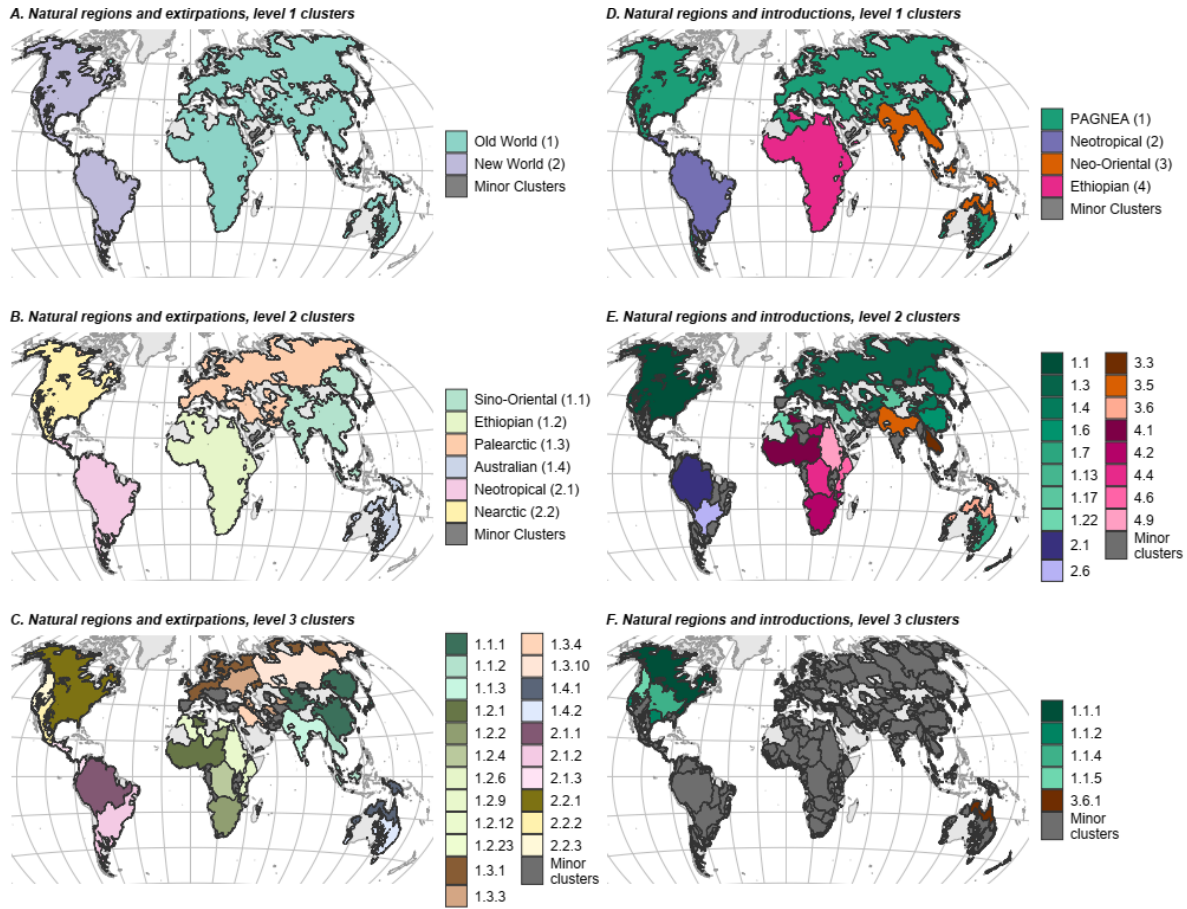 A. Natural regions and extirpations, level 1 clusters
Old World (1)
New World (2)
Minor Clusters
D. Natural regions and introductions, level 1 clusters
PAGNEA (1)
Neotropical (2)
Neo-Oriental (3)
Ethiopian (4)
Minor Clusters
B. Natural regions and extirpations, level 2 clusters
Sino-Oriental (1.1)
Ethiopian (1.2)
Palearctic (1.3)
Australian (1.4)
Neotropical (2.1)
Nearctic (2.2)
Minor Clusters
E. Natural regions and introductions, level 2 clusters
1.1
1.3
1.4
1.6
1.7
1.13
1.17
1.22
2.1
2.6
3.3
3.5
3.6
4.1
4.2
4.4
4.6
4.9
Minor
clusters
C. Natural regions and extirpations, level 3 clusters
1.1.1
1.1.2
1.1.3
1.2.1
1.2.2
1.2.4
1.2.6
1.2.9
1.2.12
1.2.23
1.3.1
1.3.3
1.3.4
1.3.10
1.4.1
1.4.2
2.1.1
2.1.2
2.1.3
2.2.1
2.2.2
2.2.3
Minor
clusters
F. Natural regions and introductions, level 3 clusters
1.1.1
1.1.2
1.1.4
1.1.5
3.6.1
Minor
clusters